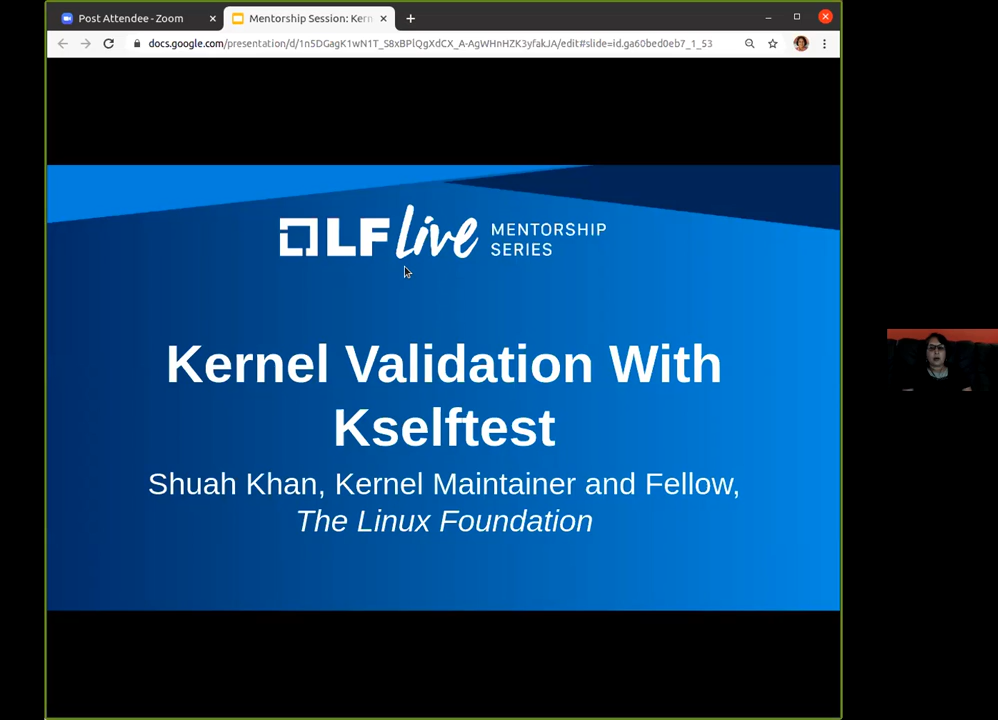 Post Attendee - Zoom
Mentorship Session: Kern
docs.google.com/presentation/d/1n5DGagK1wN1T_S8xBPlQgXdCX_A-AgWHnHZK3yfakJA/edit#slide=id.ga60bed0eb7_1_53
LF Live MENTORSHIP
SERIES
Kernel Validation With
Kselftest
Shuah Khan, Kernel Maintainer and Fellow,
The Linux Foundation